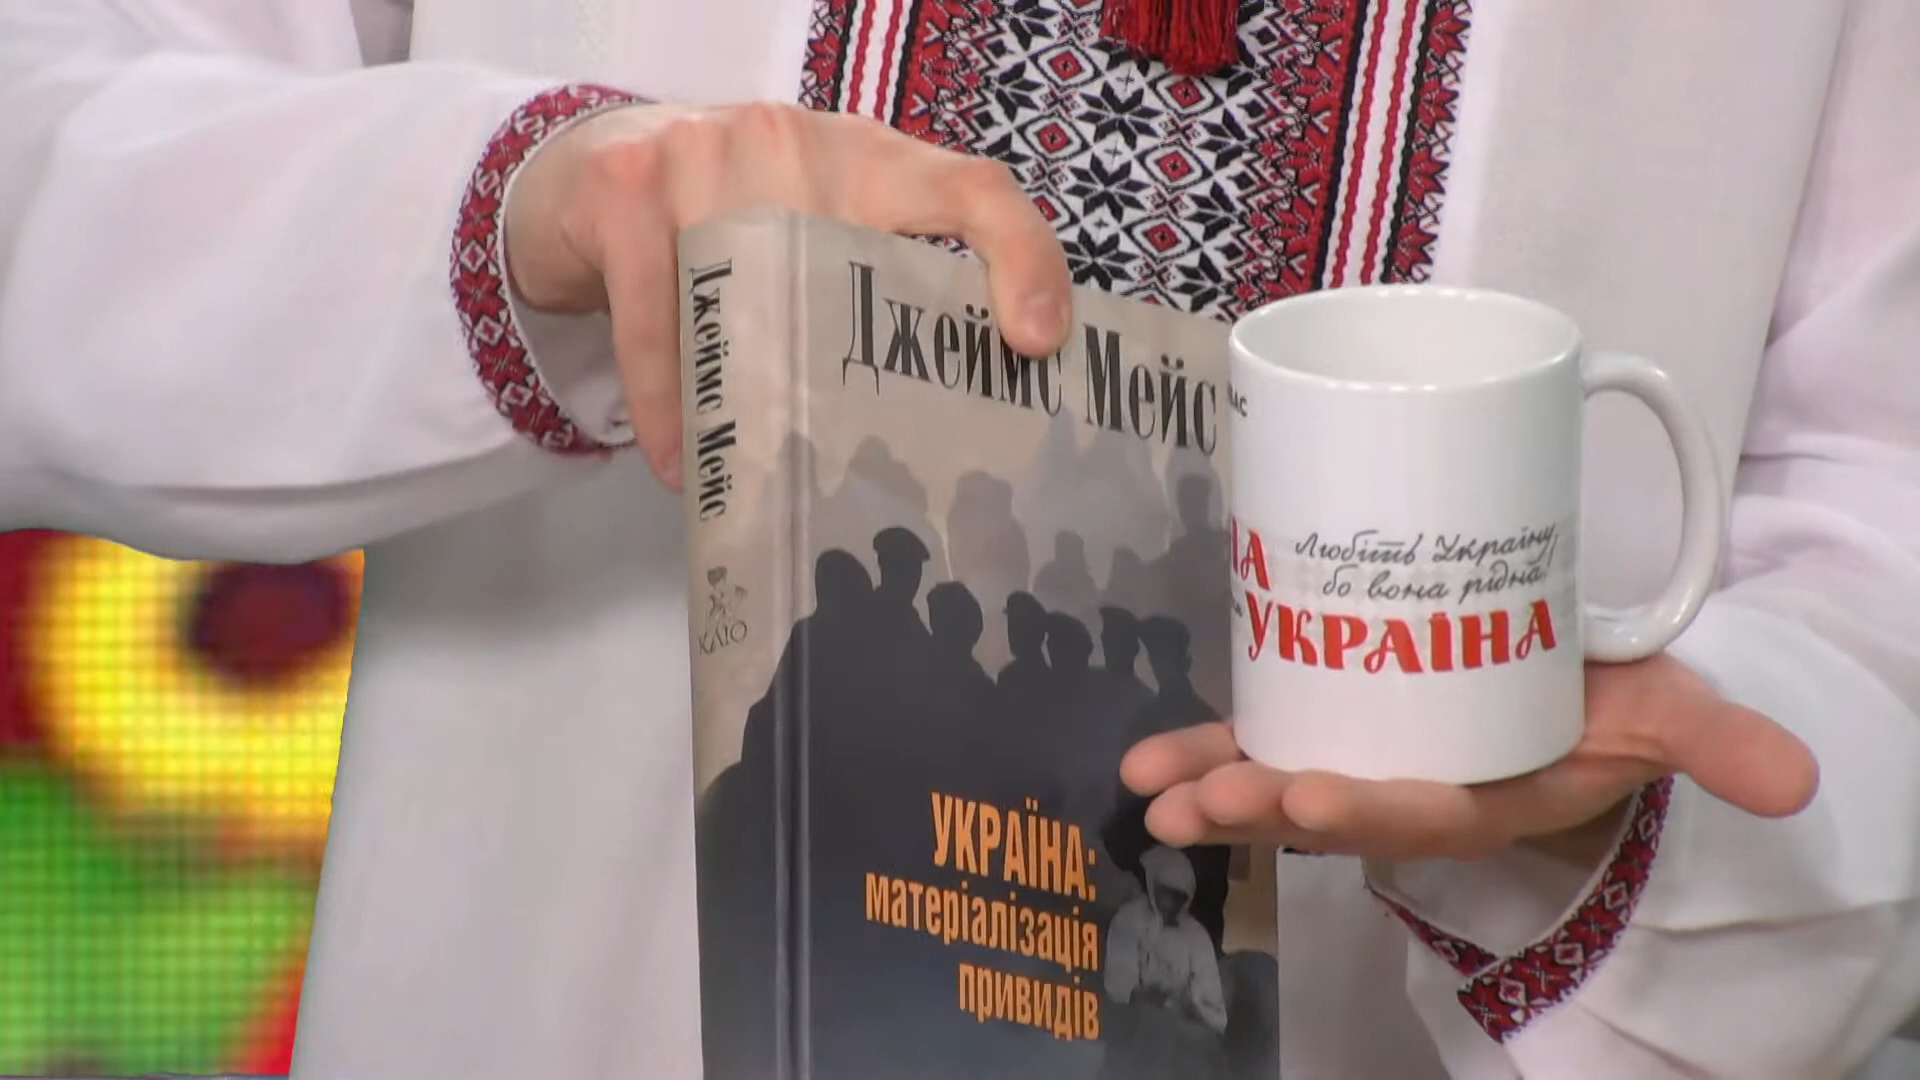 Джеймс Мейс
КЛІО
Джеймс Мейс
УКРАЇНА:
матеріалізація
привидів
Любіть Україну,
бо вона рідна!
УКРАЇНА